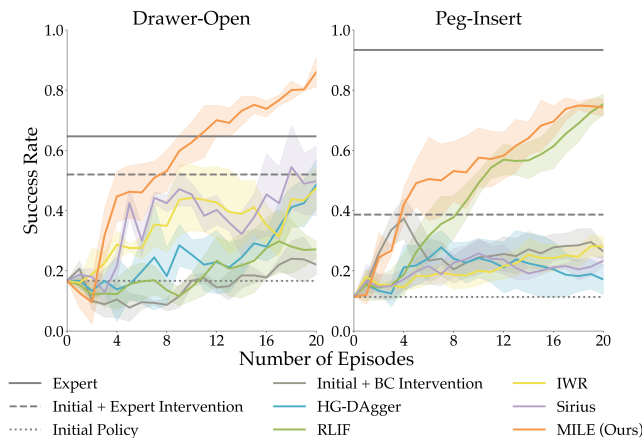 Drawer-Open
Peg-Insert
Success Rate
1.0
0.8
0.6
0.4
0.2
0.0
0
4
8
12
16
20
1.0
0.8
0.6
0.4
0.2
0.0
0
4
8
12
16
20
Number of Episodes
Expert
Initial + BC Intervention
IWR
Initial + Expert Intervention
HG-DAgger
Sirius
Initial Policy
RLIF
MILE (Ours)